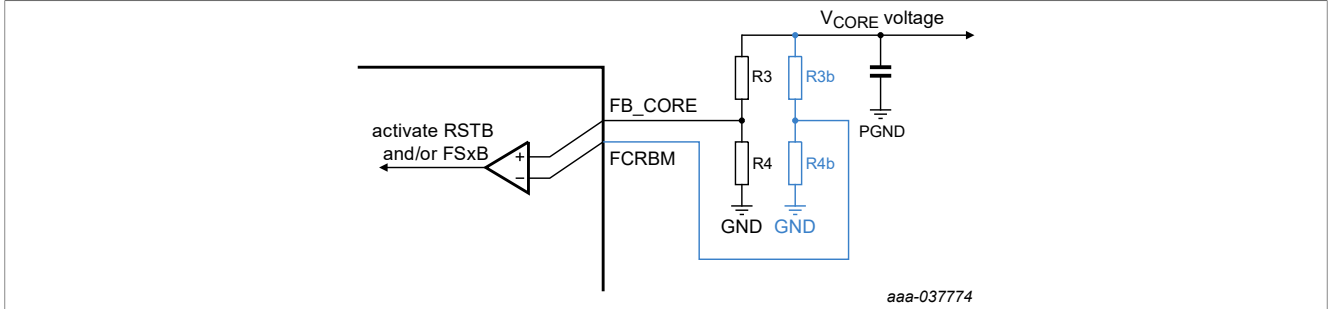 VCORE voltage
R3
R3b
FB_CORE
PGND
activate RSTB
and/or FSxB
+
−
FCRBM
R4
R4b
GND
GND
aaa-037774